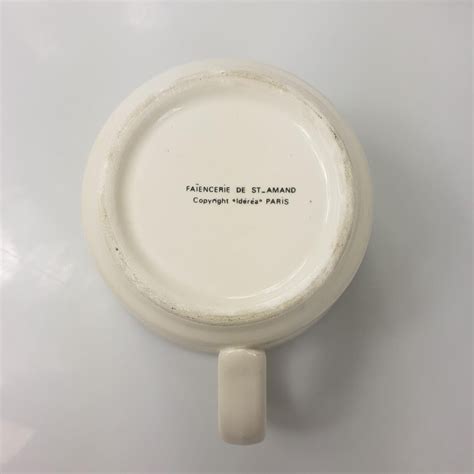 FAÏENCERIE DE ST_AMAND
Copyright "Idéréa" PARIS